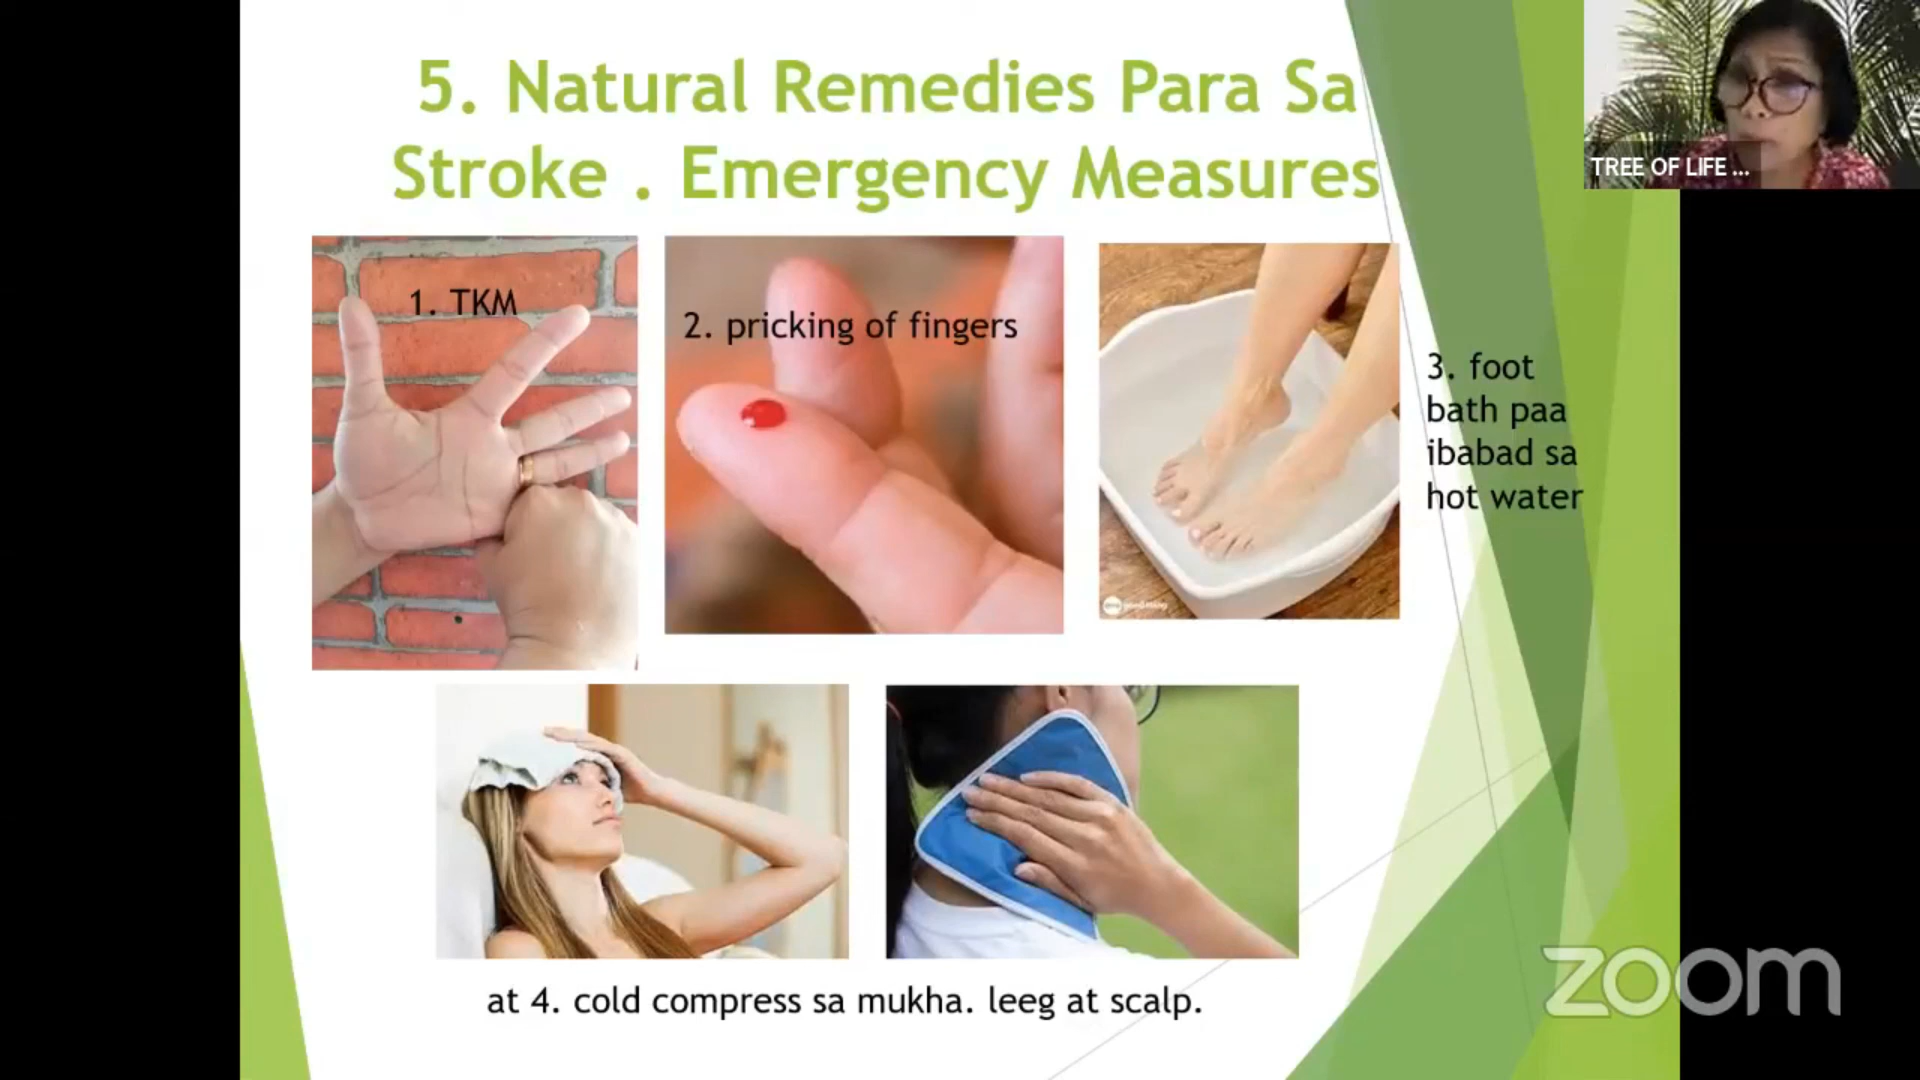 5. Natural Remedies Para Sa
Stroke . Emergency Measures
TREE OF LIFE ...
1. TKM
2. pricking of fingers
3. foot
bath paa
ibabad sa
hot water
at 4. cold compress sa mukha. leeg at scalp.
zoom